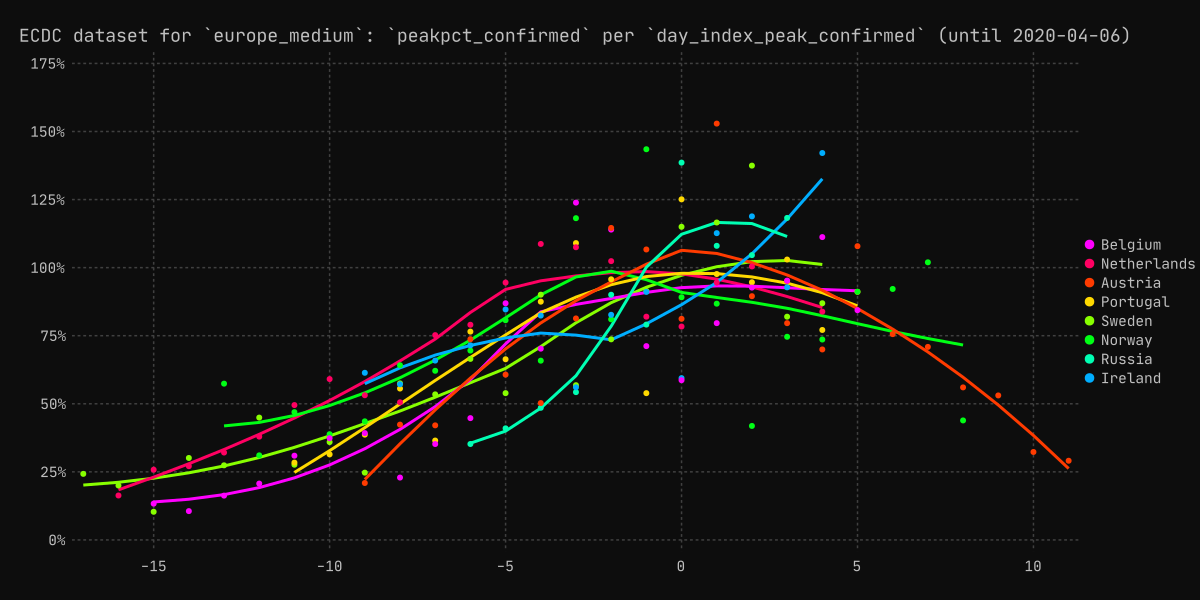 ECDC dataset for `europe_medium`: `peakpct_confirmed` per `day_index_peak_confirmed` (until 2020-04-06)
175%
150%
125%
100%
75%
50%
25%
0%
-15
-10
-5
0
5
10
Belgium
Netherlands
Austria
Portugal
Sweden
Norway
Russia
Ireland